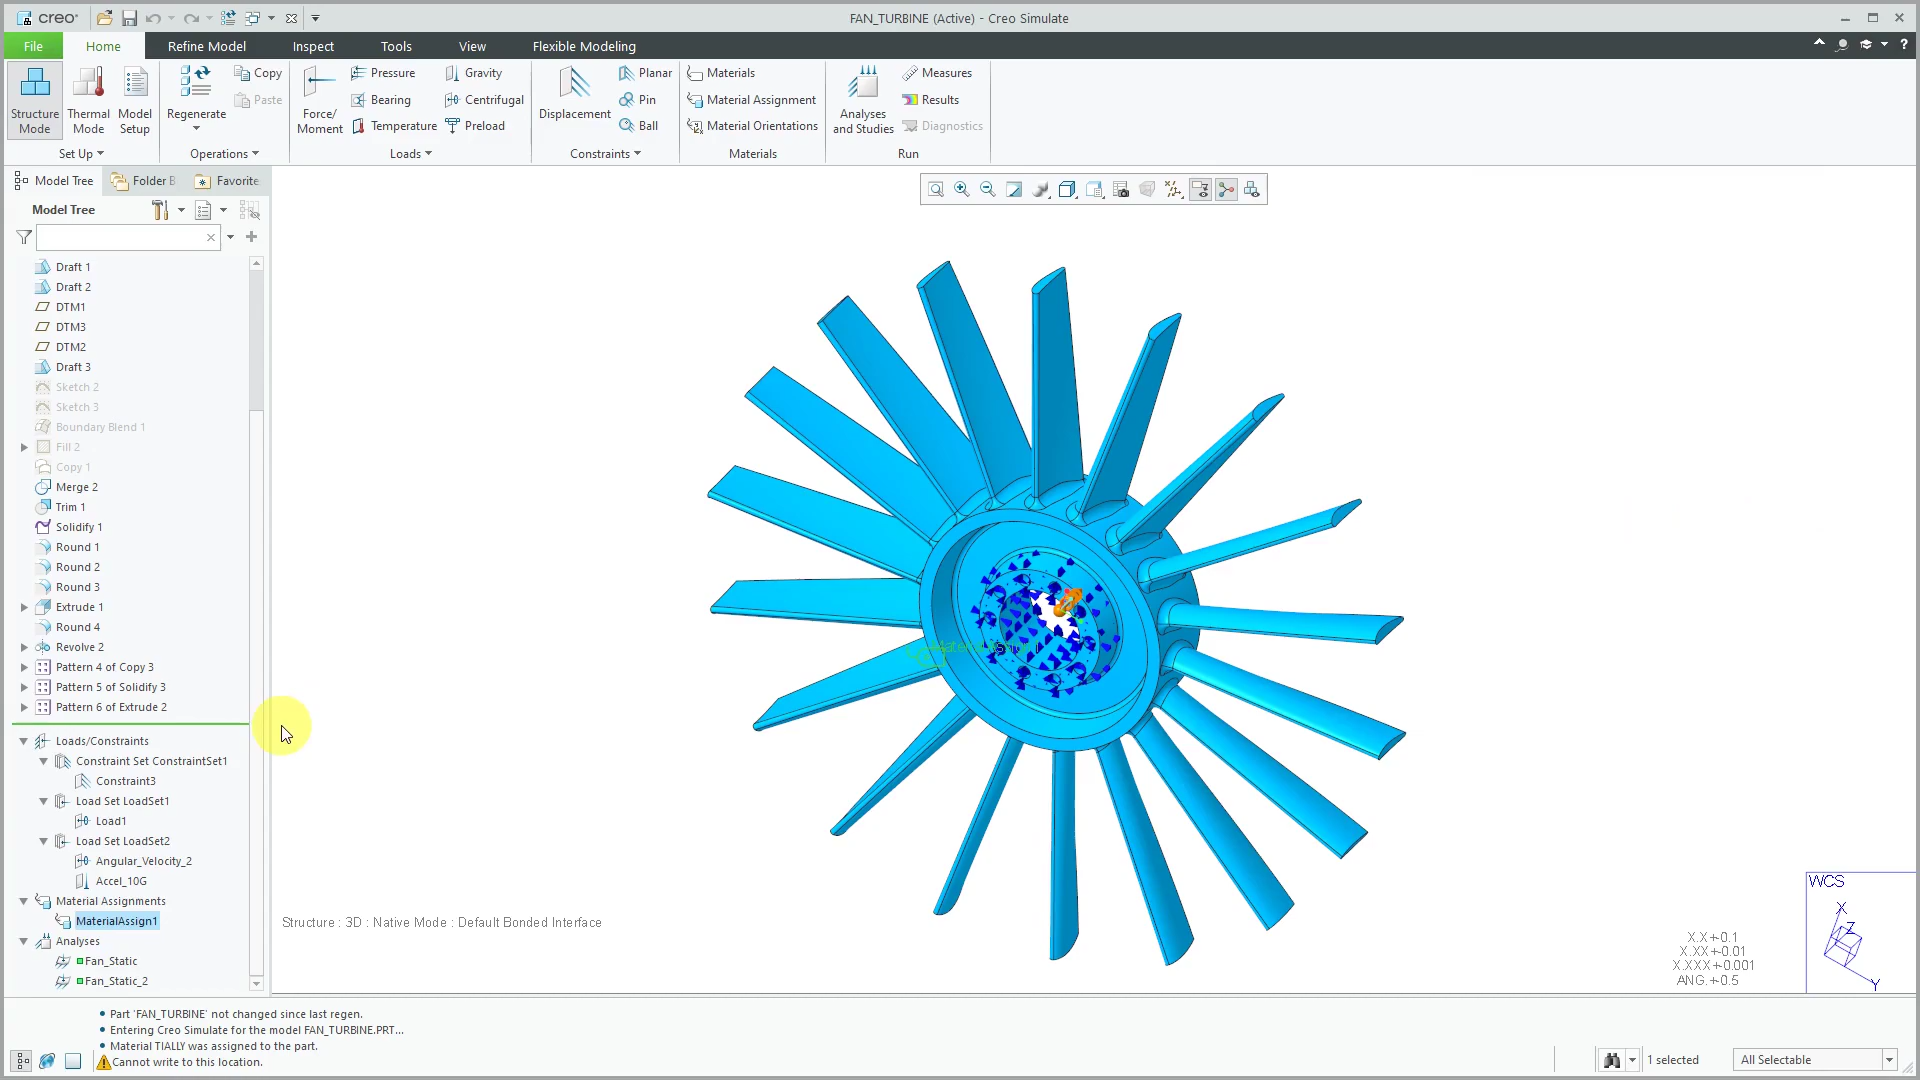 creo
FAN_TURBINE (Active) - Creo Simulate
File
Home
Refine Model
Inspect
Tools
View
Flexible Modeling
Structure Mode
Thermal Mode
Model Setup
Set Up
Regenerate
Copy
Paste
Operations
Force/ Moment
Pressure
Bearing
Temperature
Gravity
Centrifugal
Preload
Loads
Displacement
Planar
Pin
Ball
Constraints
Materials
Material Assignment
Material Orientations
Materials
Analyses and Studies
Measures
Results
Diagnostics
Run
Model Tree
Folder B
Favorite
Model Tree
Draft 1
Draft 2
DTM1
DTM3
DTM2
Draft 3
Sketch 2
Sketch 3
Boundary Blend 1
Fill 2
Copy 1
Merge 2
Trim 1
Solidify 1
Round 1
Round 2
Round 3
Extrude 1
Round 4
Revolve 2
Pattern 4 of Copy 3
Pattern 5 of Solidify 3
Pattern 6 of Extrude 2
Loads/Constraints
Constraint Set ConstraintSet1
Constraint3
Load Set LoadSet1
Load1
Load Set LoadSet2
Angular_Velocity_2
Accel_10G
Material Assignments
MaterialAssign1
Analyses
Fan_Static
Fan_Static_2
Structure : 3D : Native Mode : Default Bonded Interface
WCS
X
Z
Y
X.X+-0.1
X.XX+-0.01
X.XXX+-0.001
ANG.+-0.5
Part 'FAN_TURBINE' not changed since last regen.
Entering Creo Simulate for the model FAN_TURBINE.PRT...
Material TIALLY was assigned to the part.
Cannot write to this location.
1 selected
All Selectable